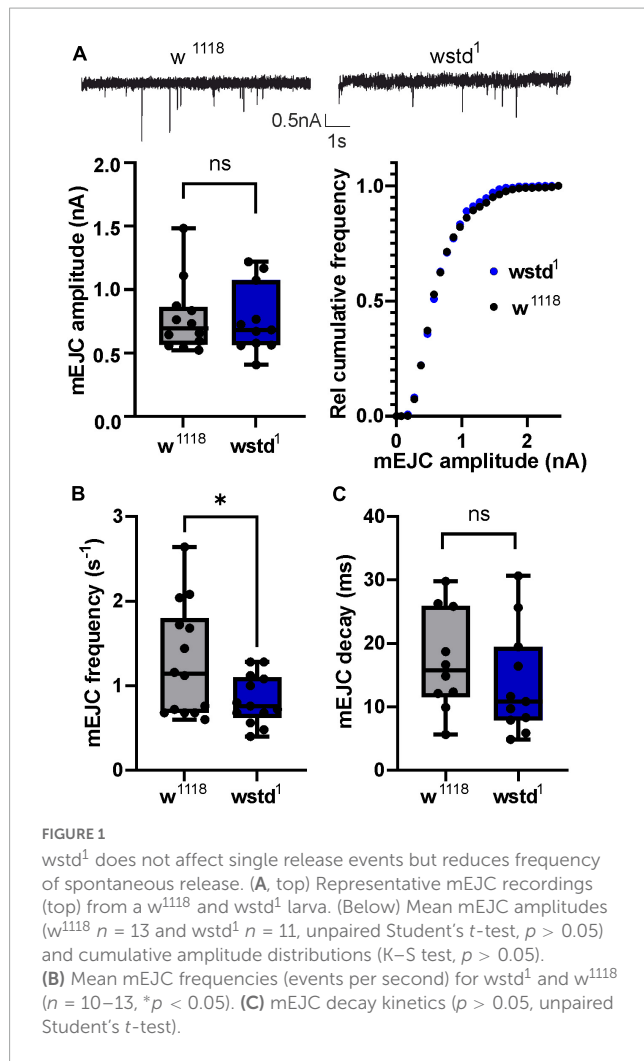 A
w1118
wstd1
0.5nA
1s
mEJC amplitude (nA)
2.0
1.5
1.0
0.5
0.0
ns
w1118
wstd1
Rel cumulative frequency
1.0
0.5
0.0
wstd1
w1118
0
1
2
mEJC amplitude (nA)
B
mEJC frequency (s-1)
3
2
1
0
*
w1118
wstd1
C
mEJC decay (ms)
40
30
20
10
0
ns
w1118
wstd1
FIGURE 1
wstd1 does not affect single release events but reduces frequency
of spontaneous release. (A, top) Representative mEJC recordings
(top) from a w1118 and wstd1 larva. (Below) Mean mEJC amplitudes
(w1118 n = 13 and wstd1 n = 11, unpaired Student's t-test, p > 0.05)
and cumulative amplitude distributions (K–S test, p > 0.05).
(B) Mean mEJC frequencies (events per second) for wstd1 and w1118
(n = 10–13, *p < 0.05). (C) mEJC decay kinetics (p > 0.05, unpaired
Student's t-test).